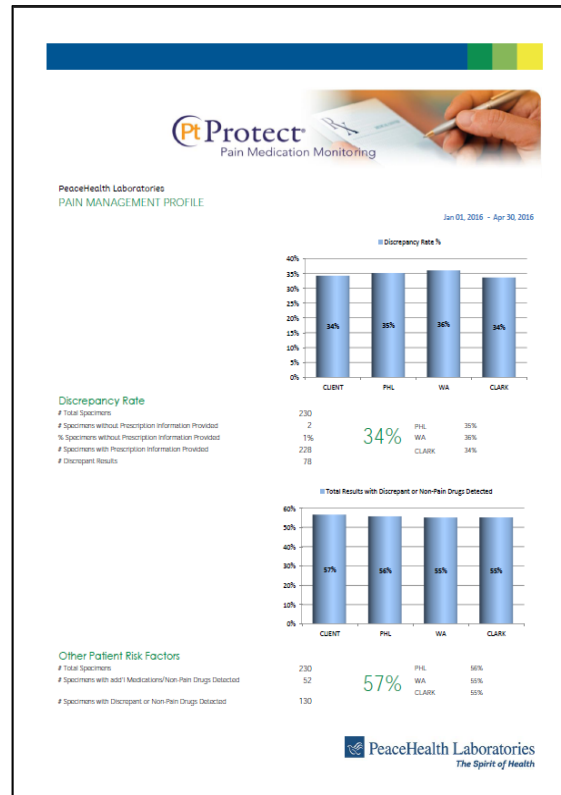 Pt Protect®
Pain Medication Monitoring
PeaceHealth Laboratories
PAIN MANAGEMENT PROFILE
Jan 01, 2016 - Apr 30, 2016
Discrepancy Rate %
40%
35%
30%
25%
20%
15%
10%
5%
0%
34%
35%
36%
34%
CLIENT PHL WA CLARK
Discrepancy Rate
# Total Specimens 230
# Specimens without Prescription Information Provided 2
% Specimens without Prescription Information Provided 1%
# Specimens with Prescription Information Provided 228
# Discrepant Results 78
34%
PHL 35%
WA 36%
CLARK 34%
Total Results with Discrepant or Non-Pain Drugs Detected
60%
50%
40%
30%
20%
10%
0%
57%
56%
55%
55%
CLIENT PHL WA CLARK
Other Patient Risk Factors
# Total Specimens 230
# Specimens with add'l Medications/Non-Pain Drugs Detected 52
# Specimens with Discrepant or Non-Pain Drugs Detected 130
57%
PHL 56%
WA 55%
CLARK 55%
PeaceHealth Laboratories
The Spirit of Health